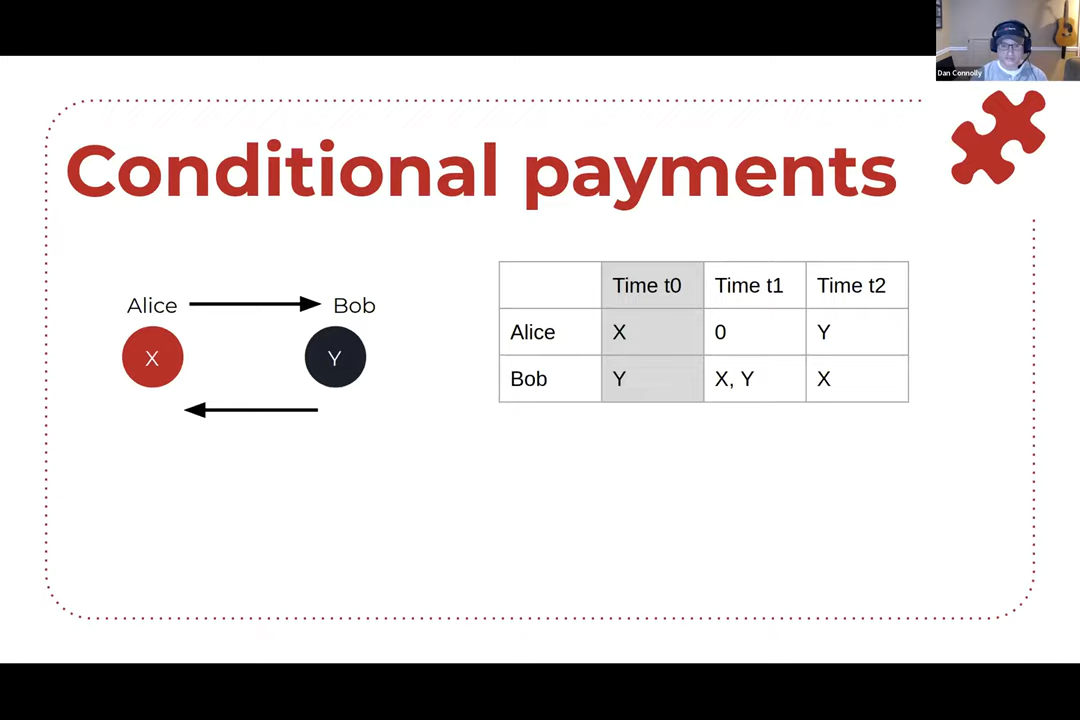 Dan Connolly
Conditional payments
Alice Bob
X Y
Time t0 Time t1 Time t2
Alice X 0 Y
Bob Y X, Y X